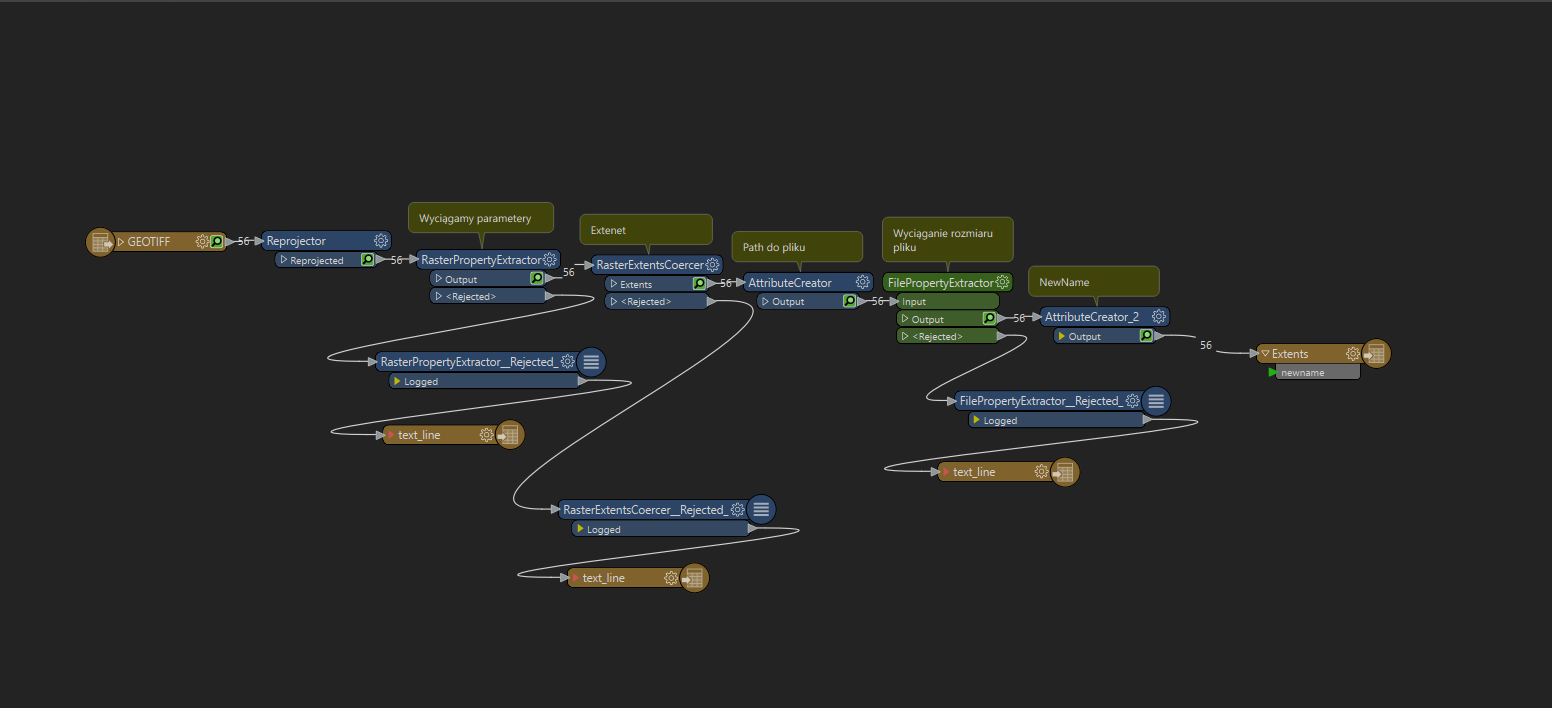 Wyciągamy parametery
Extenet
Path do pliku
Wyciąganie rozmiaru
pliku
NewName
GEOTIFF
56
Reprojector
Reprojected
56
RasterPropertyExtractor
Output
<Rejected>
56
RasterExtentsCoercer
Extents
<Rejected>
56
AttributeCreator
Output
56
FilePropertyExtractor
Input
Output
<Rejected>
56
AttributeCreator_2
Output
56
Extents
newname
RasterPropertyExtractor__Rejected_
Logged
text_line
FilePropertyExtractor__Rejected_
Logged
text_line
RasterExtentsCoercer__Rejected_
Logged
text_line